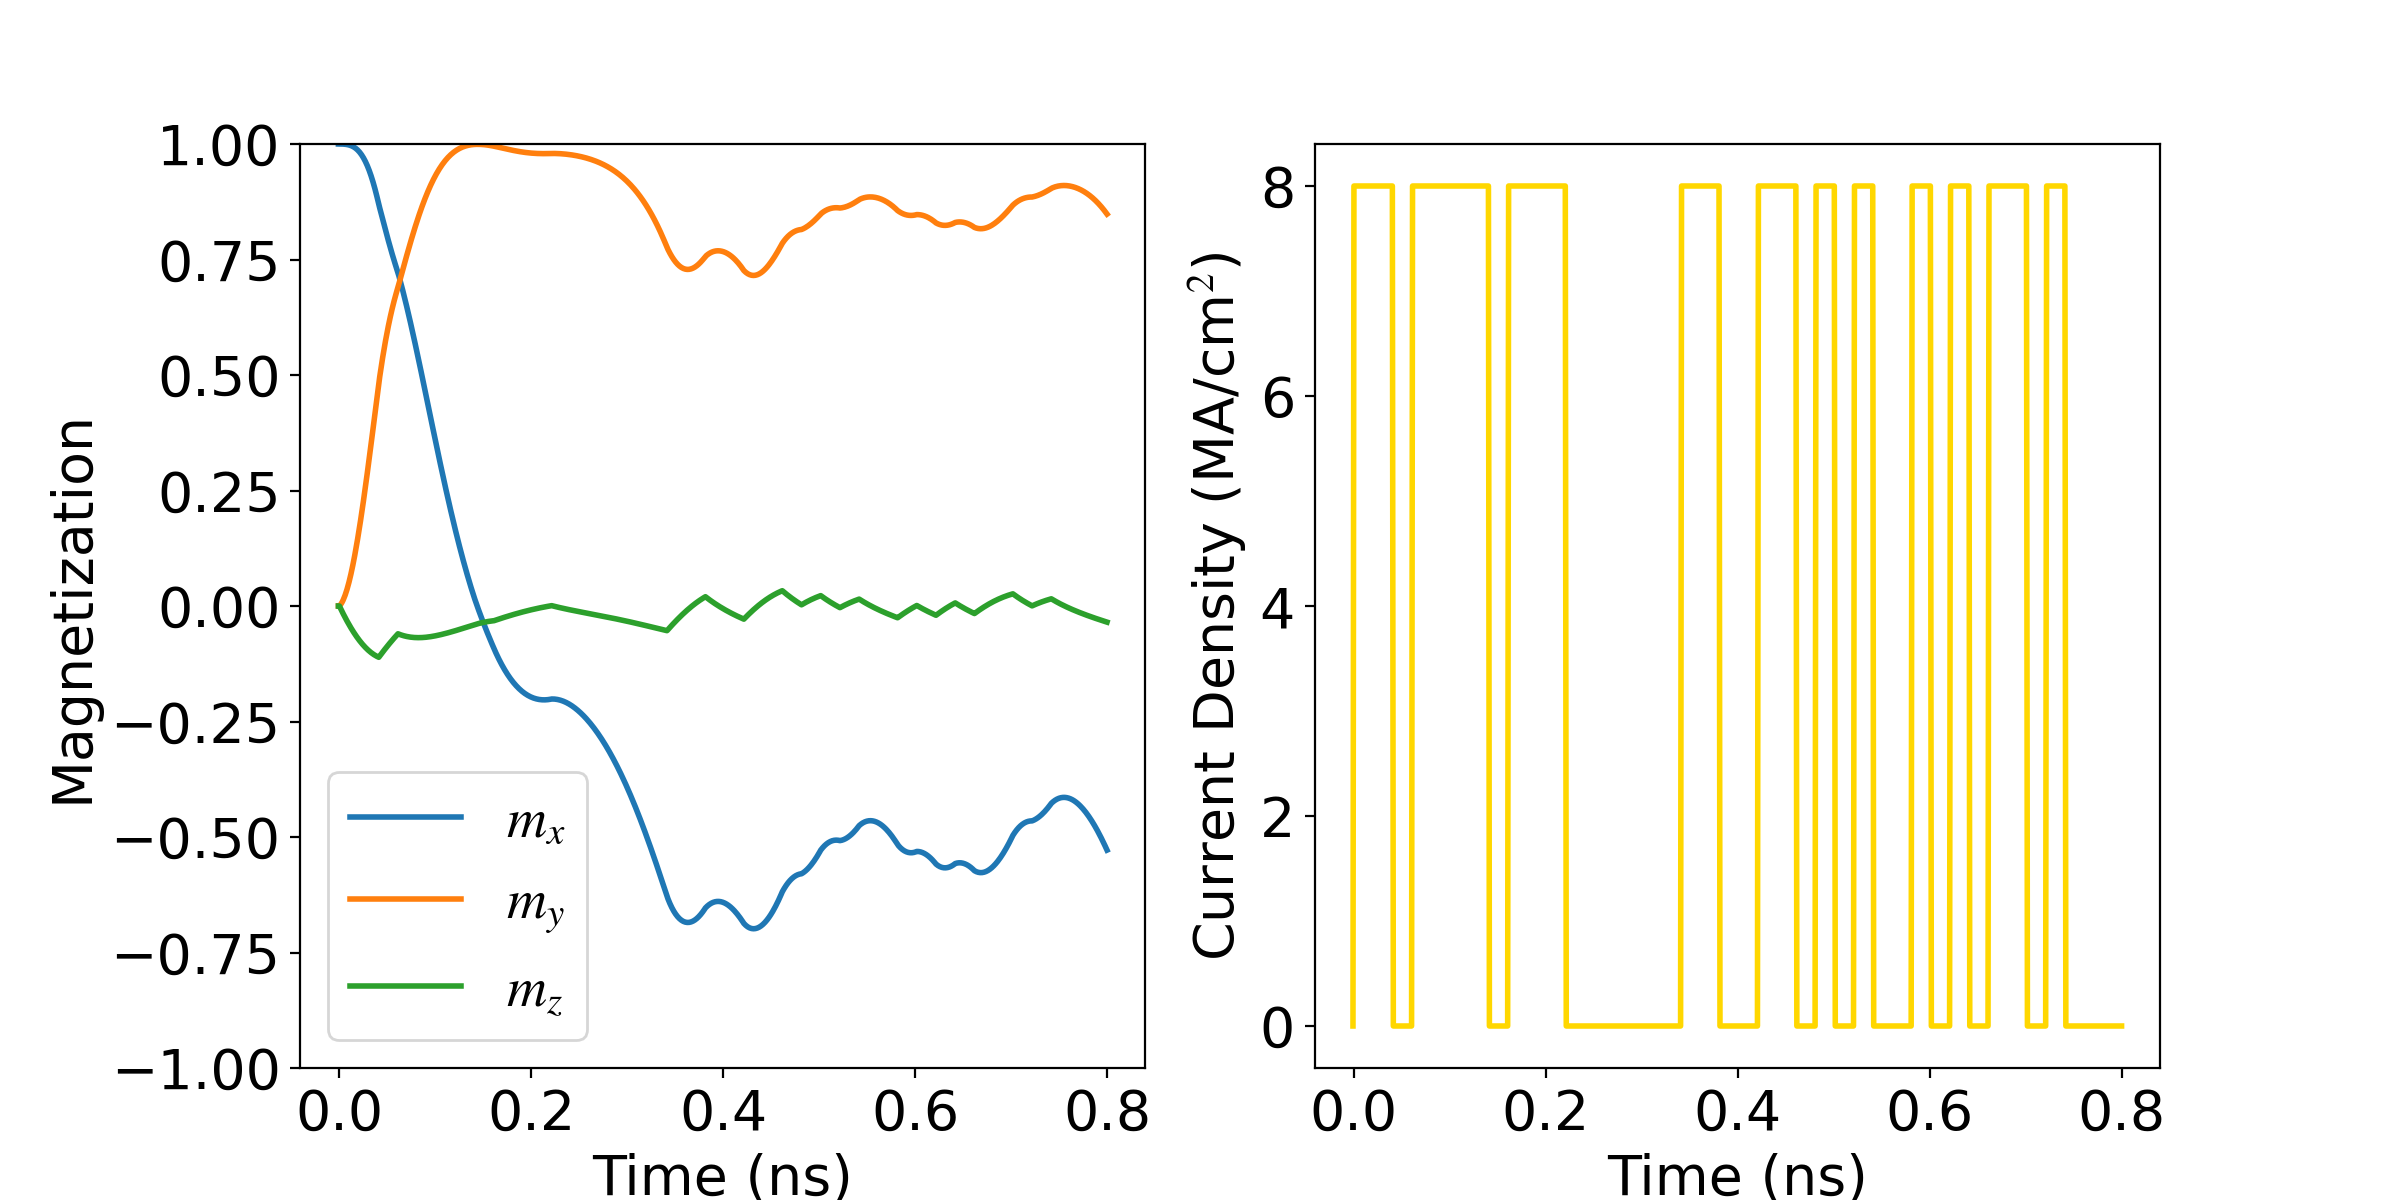 Magnetization
1.00
0.75
0.50
0.25
0.00
−0.25
−0.50
−0.75
−1.00
m_x
m_y
m_z
0.0 0.2 0.4 0.6 0.8
Time (ns)
Current Density (MA/cm²)
8
6
4
2
0
0.0 0.2 0.4 0.6 0.8
Time (ns)